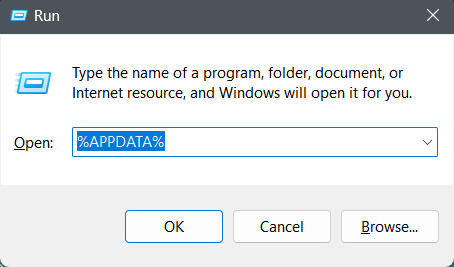 Run
Type the name of a program, folder, document, or
Internet resource, and Windows will open it for you.
Open: %APPDATA%
OK Cancel Browse...